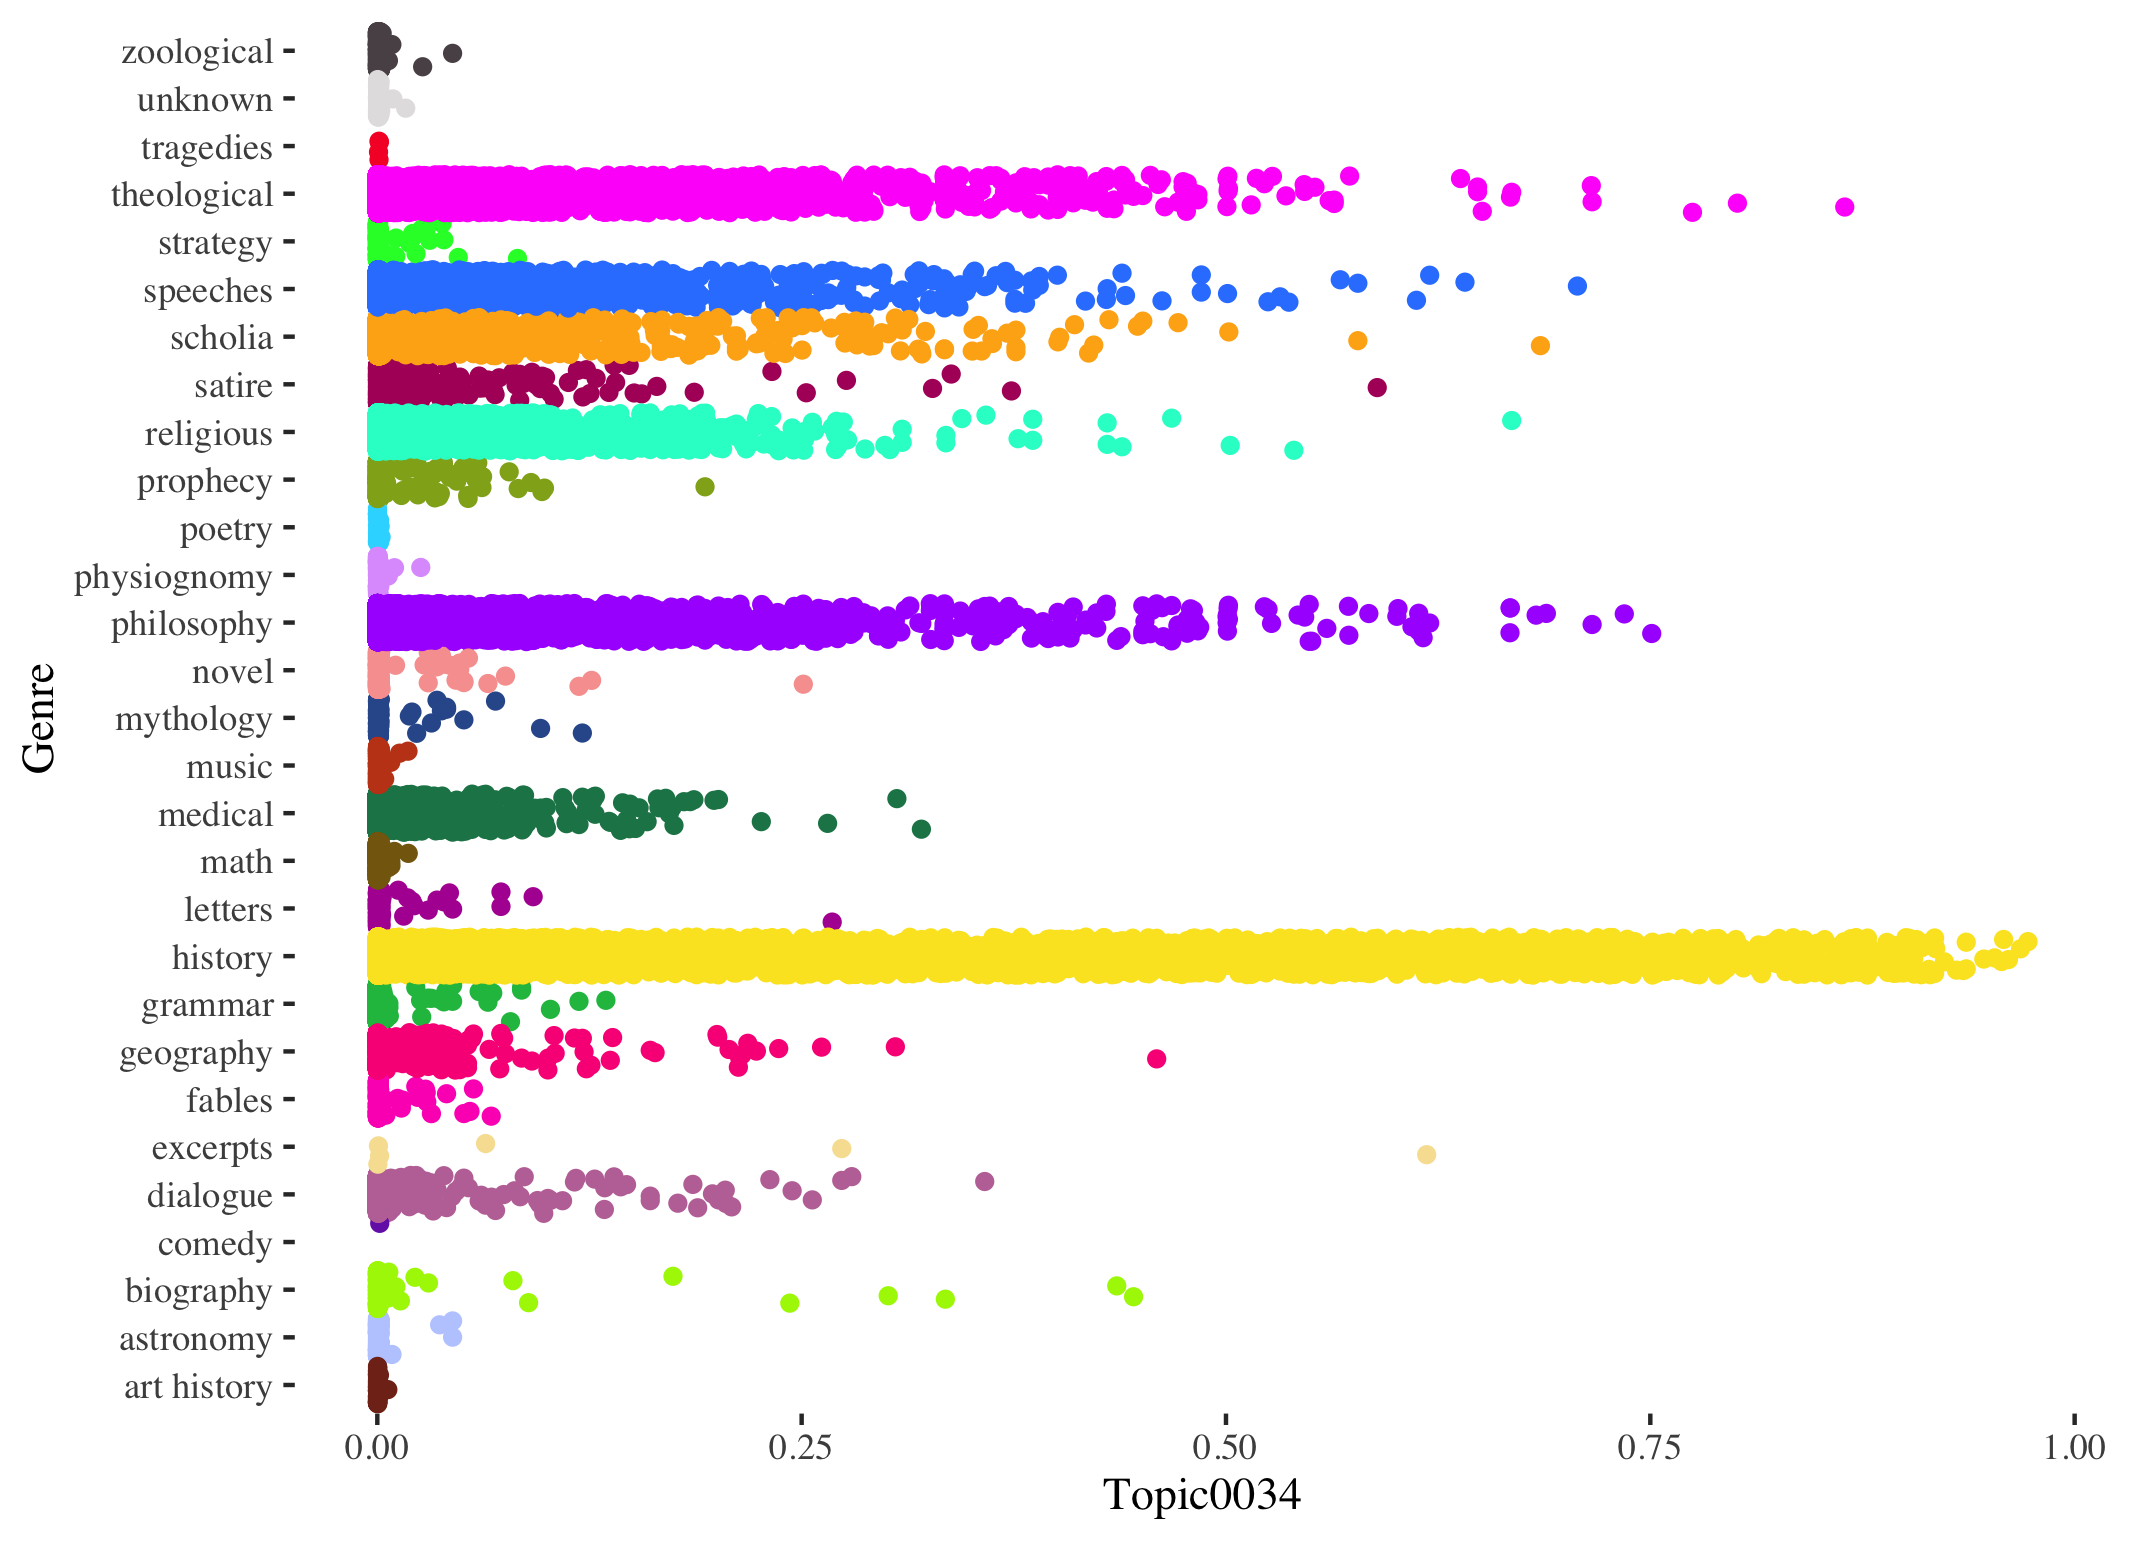 Genre
zoological
unknown
tragedies
theological
strategy
speeches
scholia
satire
religious
prophecy
poetry
physiognomy
philosophy
novel
mythology
music
medical
math
letters
history
grammar
geography
fables
excerpts
dialogue
comedy
biography
astronomy
art history
0.00 0.25 0.50 0.75 1.00
Topic0034